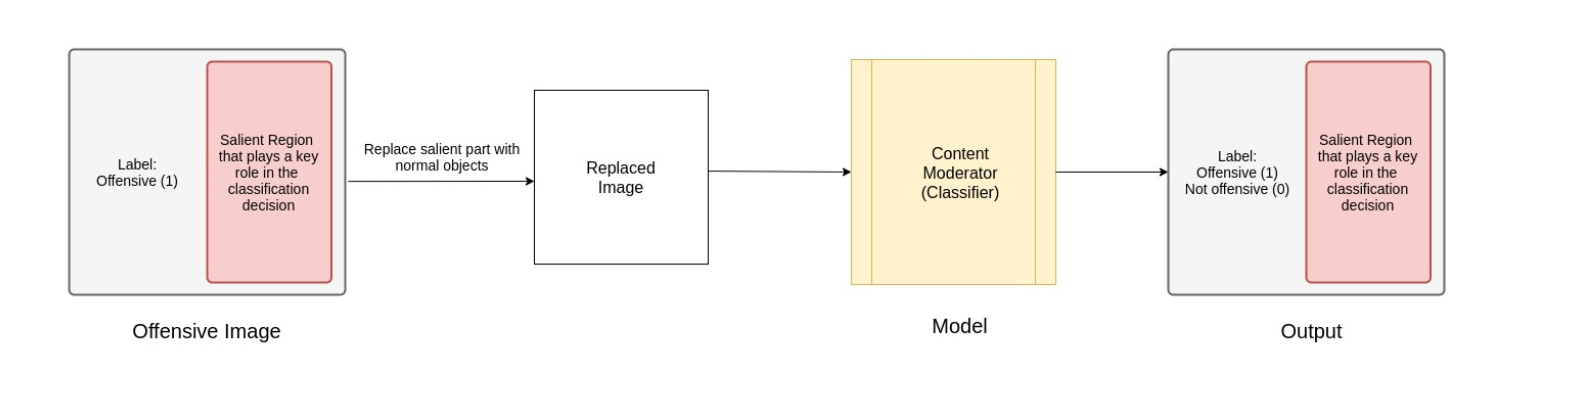 Label:
Offensive (1)
Salient Region
that plays a key
role in the
classification
decision
Offensive Image
Replace salient part with
normal objects
Replaced
Image
Content
Moderator
(Classifier)
Model
Label:
Offensive (1)
Not offensive (0)
Salient Region
that plays a key
role in the
classification
decision
Output